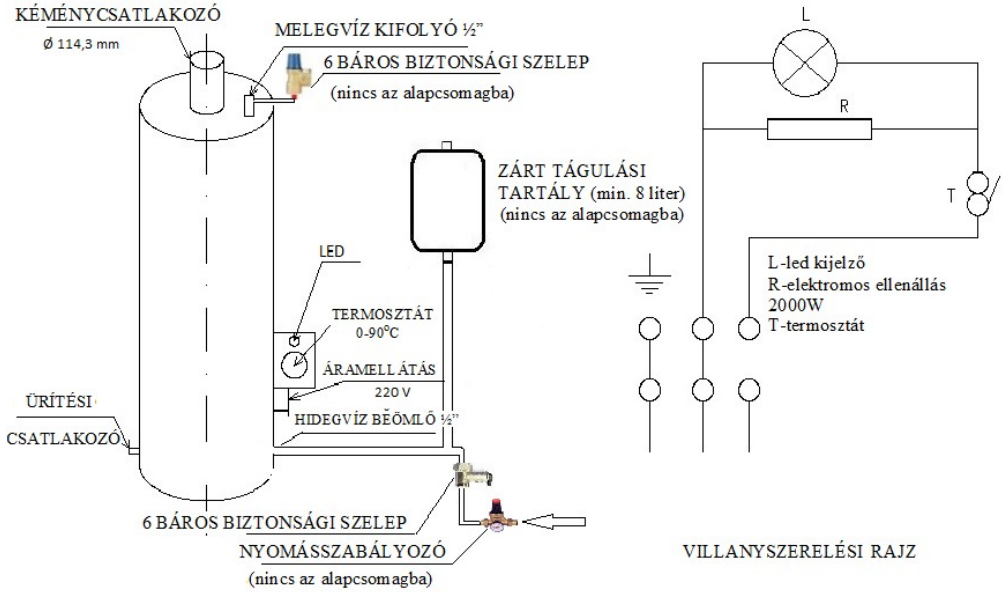 KÉMÉNYCSATLAKOZÓ
Ø 114,3 mm
MELEGVÍZ KIFOLYÓ ½”
6 BÁROS BIZTONSÁGI SZELEP
(nincs az alapcsomagba)
ZÁRT TÁGULÁSI
TARTÁLY (min. 8 liter)
(nincs az alapcsomagba)
LED
TERMOSZTÁT
0-90°C
ÁRAMELLÁTÁS
220 V
ÜRÍTÉSI
CSATLAKOZÓ
HIDEGVÍZ BEÖMLŐ ½”
6 BÁROS BIZTONSÁGI SZELEP
NYOMÁSSZABÁLYOZÓ
(nincs az alapcsomagba)
L
R
T
L-led kijelző
R-elektromos ellenállás
2000W
T-termosztát
VILLANYSZERELÉSI RAJZ